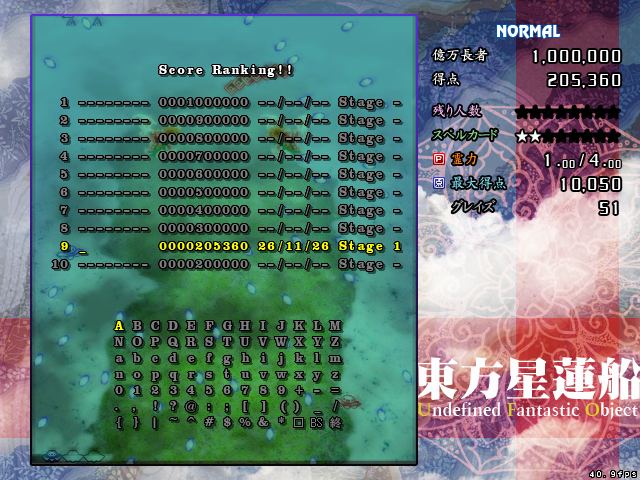 Score Ranking!!
1 -------- 0001000000 --/--/-- Stage -
2 -------- 0000900000 --/--/-- Stage -
3 -------- 0000800000 --/--/-- Stage -
4 -------- 0000700000 --/--/-- Stage -
5 -------- 0000600000 --/--/-- Stage -
6 -------- 0000500000 --/--/-- Stage -
7 -------- 0000400000 --/--/-- Stage -
8 -------- 0000300000 --/--/-- Stage -
9 _ 0000205360 26/11/26 Stage 1
10 -------- 0000200000 --/--/-- Stage -
A B C D E F G H I J K L M
N O P Q R S T U V W X Y Z
a b c d e f g h i j k l m
n o p q r s t u v w x y z
0 1 2 3 4 5 6 7 8 9 + - =
. , ! ? @ : ; [ ] ( ) _ /
{ } | ~ ^ # $ % & * □ BS 終
NORMAL
億万長者 1,000,000
得点 205,360
残り人数 ★★★★★★★★
スペルカード ★★★★★★★★
P 霊力 1.00/4.00
点 最大得点 10,050
グレイズ 51
東方星蓮船
Undefined Fantastic Object
40.9fps